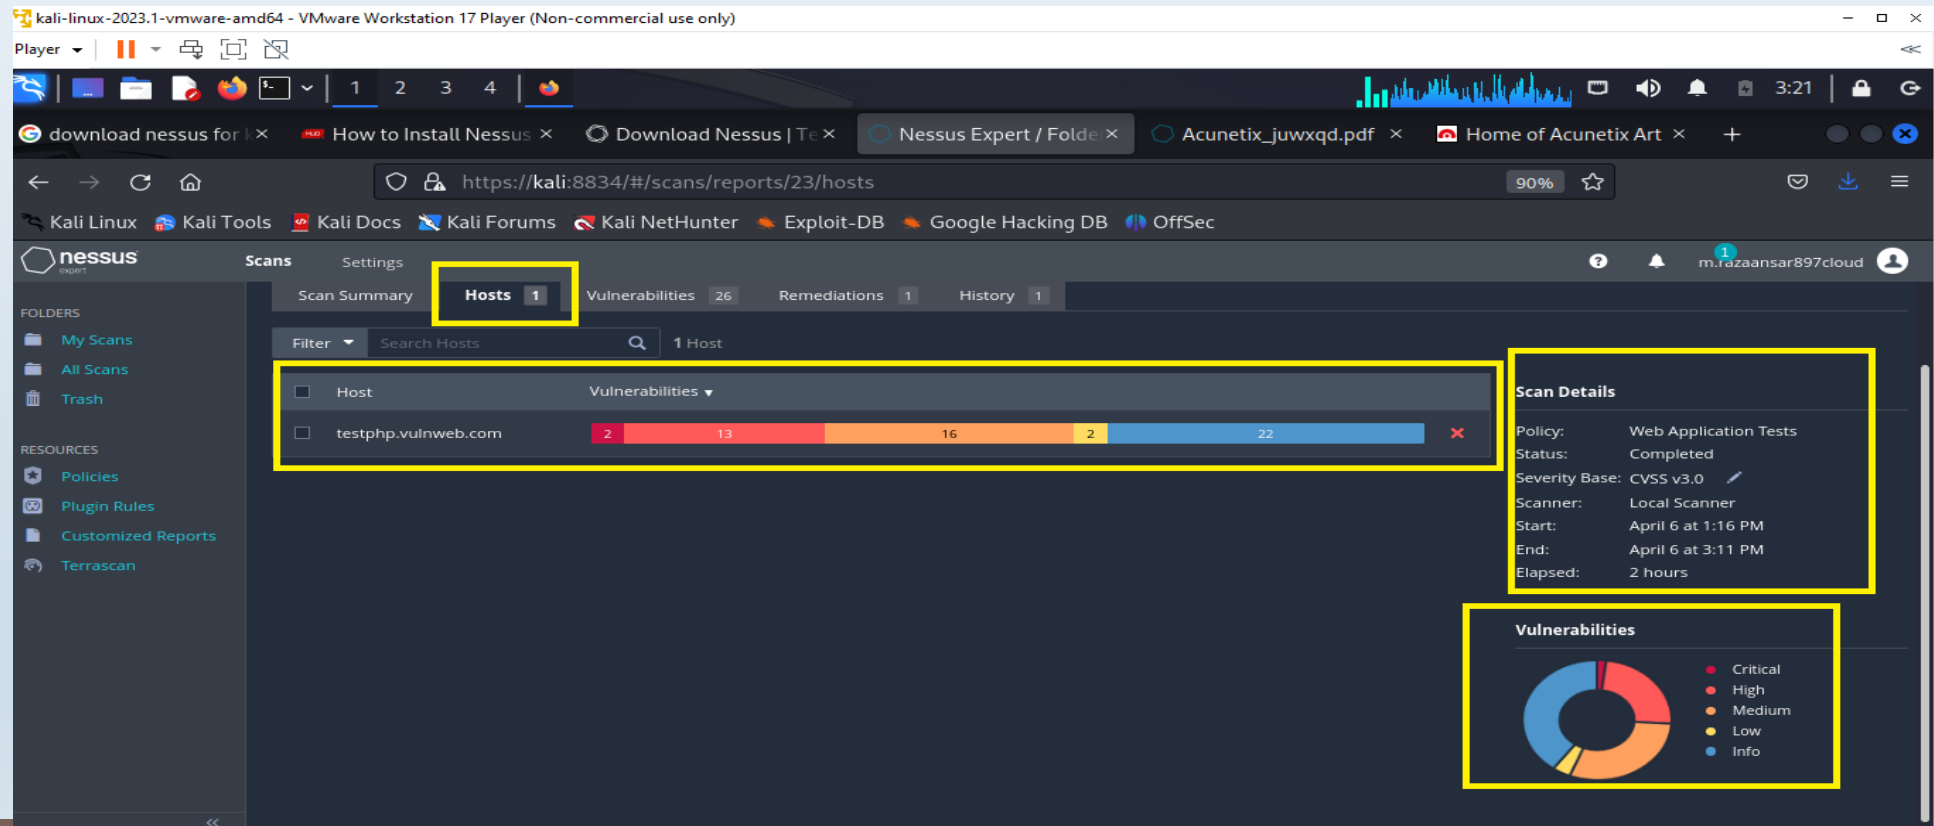 kali-linux-2023.1-vmware-amd64 - VMware Workstation 17 Player (Non-commercial use only)
Player
1 2 3 4 3:21
download nessus for k How to Install Nessus Download Nessus | Te Nessus Expert / Folde Acunetix_juwxqd.pdf Home of Acunetix Art
https://kali:8834/#/scans/reports/23/hosts 90%
Kali Linux Kali Tools Kali Docs Kali Forums Kali NetHunter Exploit-DB Google Hacking DB OffSec
nessus expert Scans Settings 1 m.razaansar897cloud
Scan Summary Hosts 1 Vulnerabilities 26 Remediations 1 History 1
FOLDERS
My Scans
All Scans
Trash
RESOURCES
Policies
Plugin Rules
Customized Reports
Terrascan
Filter Search Hosts 1 Host
Host Vulnerabilities
testphp.vulnweb.com 2 13 16 2 22
Scan Details
Policy: Web Application Tests
Status: Completed
Severity Base: CVSS v3.0
Scanner: Local Scanner
Start: April 6 at 1:16 PM
End: April 6 at 3:11 PM
Elapsed: 2 hours
Vulnerabilities
Critical
High
Medium
Low
Info